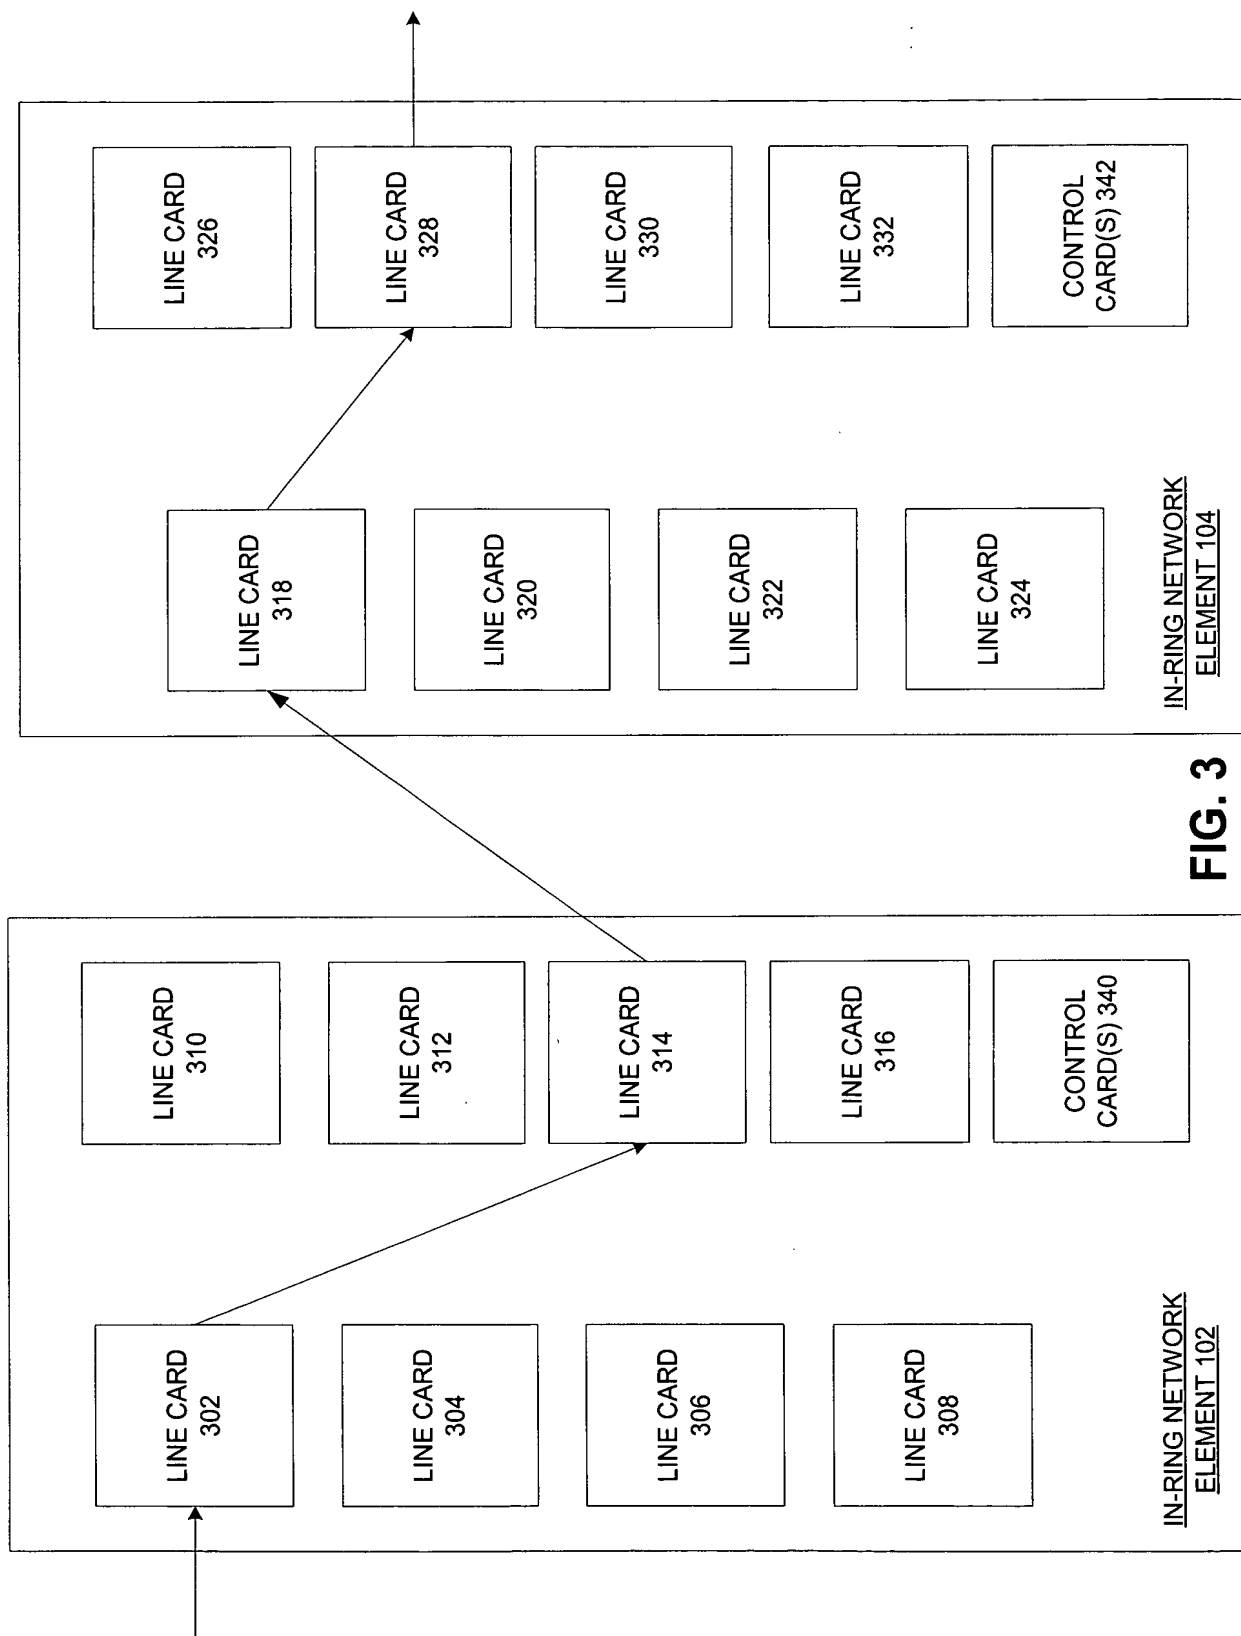 LINE CARD
302
LINE CARD
304
LINE CARD
306
LINE CARD
308
IN-RING NETWORK
ELEMENT 102
LINE CARD
310
LINE CARD
312
LINE CARD
314
LINE CARD
316
CONTROL
CARD(S) 340
LINE CARD
318
LINE CARD
320
LINE CARD
322
LINE CARD
324
IN-RING NETWORK
ELEMENT 104
LINE CARD
326
LINE CARD
328
LINE CARD
330
LINE CARD
332
CONTROL
CARD(S) 342
FIG. 3